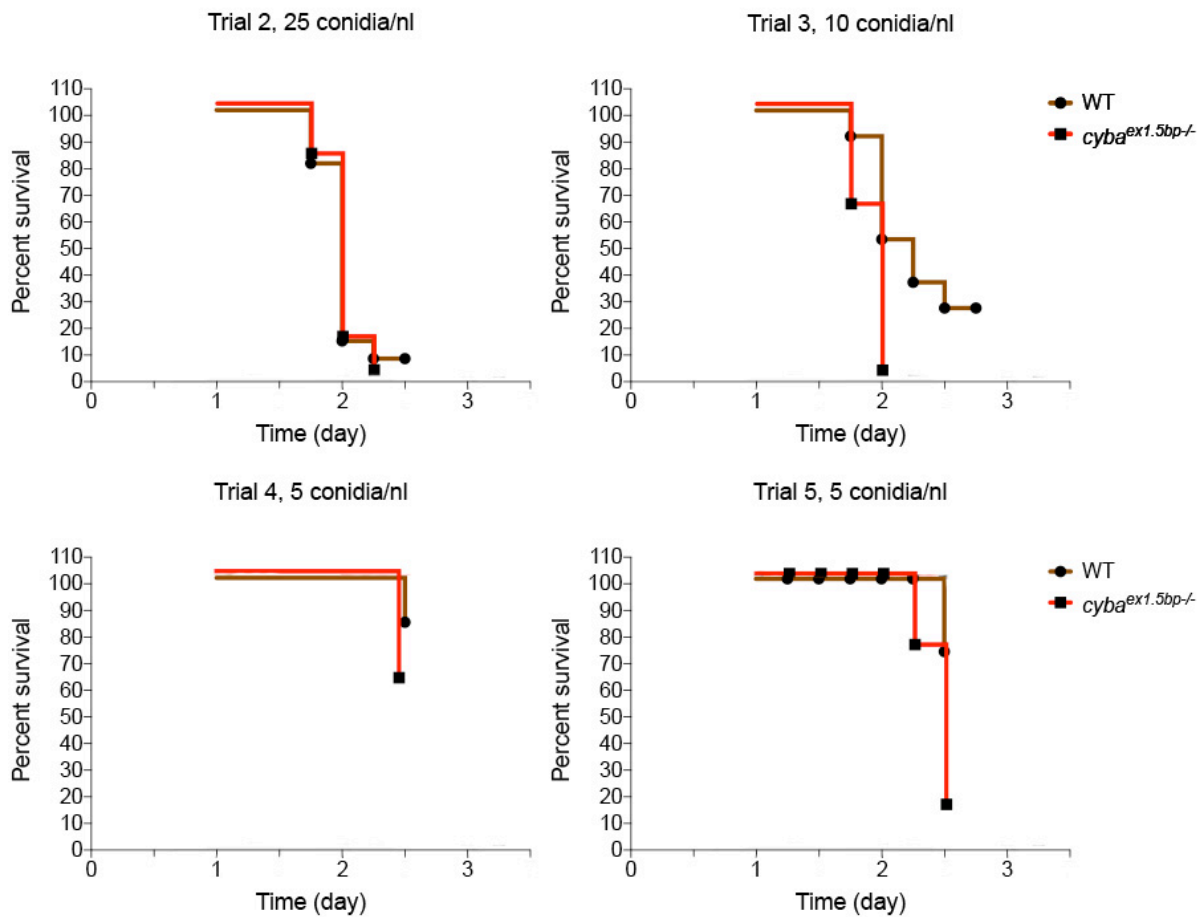 Trial 2, 25 conidia/nl
Percent survival
110
100
90
80
70
60
50
40
30
20
10
0
0 1 2 3
Time (day)
Trial 3, 10 conidia/nl
Percent survival
110
100
90
80
70
60
50
40
30
20
10
0
0 1 2 3
Time (day)
WT
cyba^ex1.5bp-/-
Trial 4, 5 conidia/nl
Percent survival
110
100
90
80
70
60
50
40
30
20
10
0
0 1 2 3
Time (day)
Trial 5, 5 conidia/nl
Percent survival
110
100
90
80
70
60
50
40
30
20
10
0
0 1 2 3
Time (day)
WT
cyba^ex1.5bp-/-